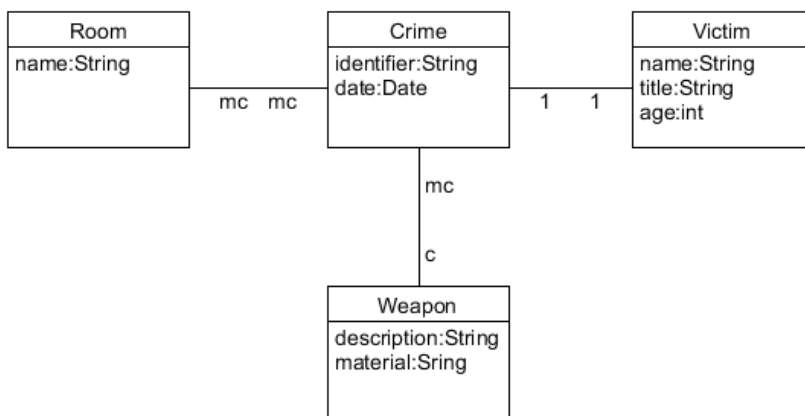 Room
name:String
mc mc
Crime
identifier:String
date:Date
1 1
Victim
name:String
title:String
age:int
mc
c
Weapon
description:String
material:Sring